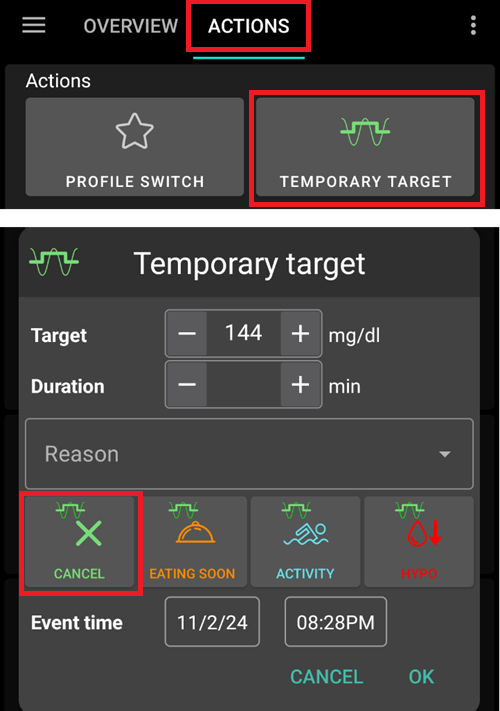 OVERVIEW ACTIONS
Actions
PROFILE SWITCH TEMPORARY TARGET
Temporary target
Target − 144 + mg/dl
Duration − + min
Reason
CANCEL EATING SOON ACTIVITY HYPO
Event time 11/2/24 08:28PM
CANCEL OK